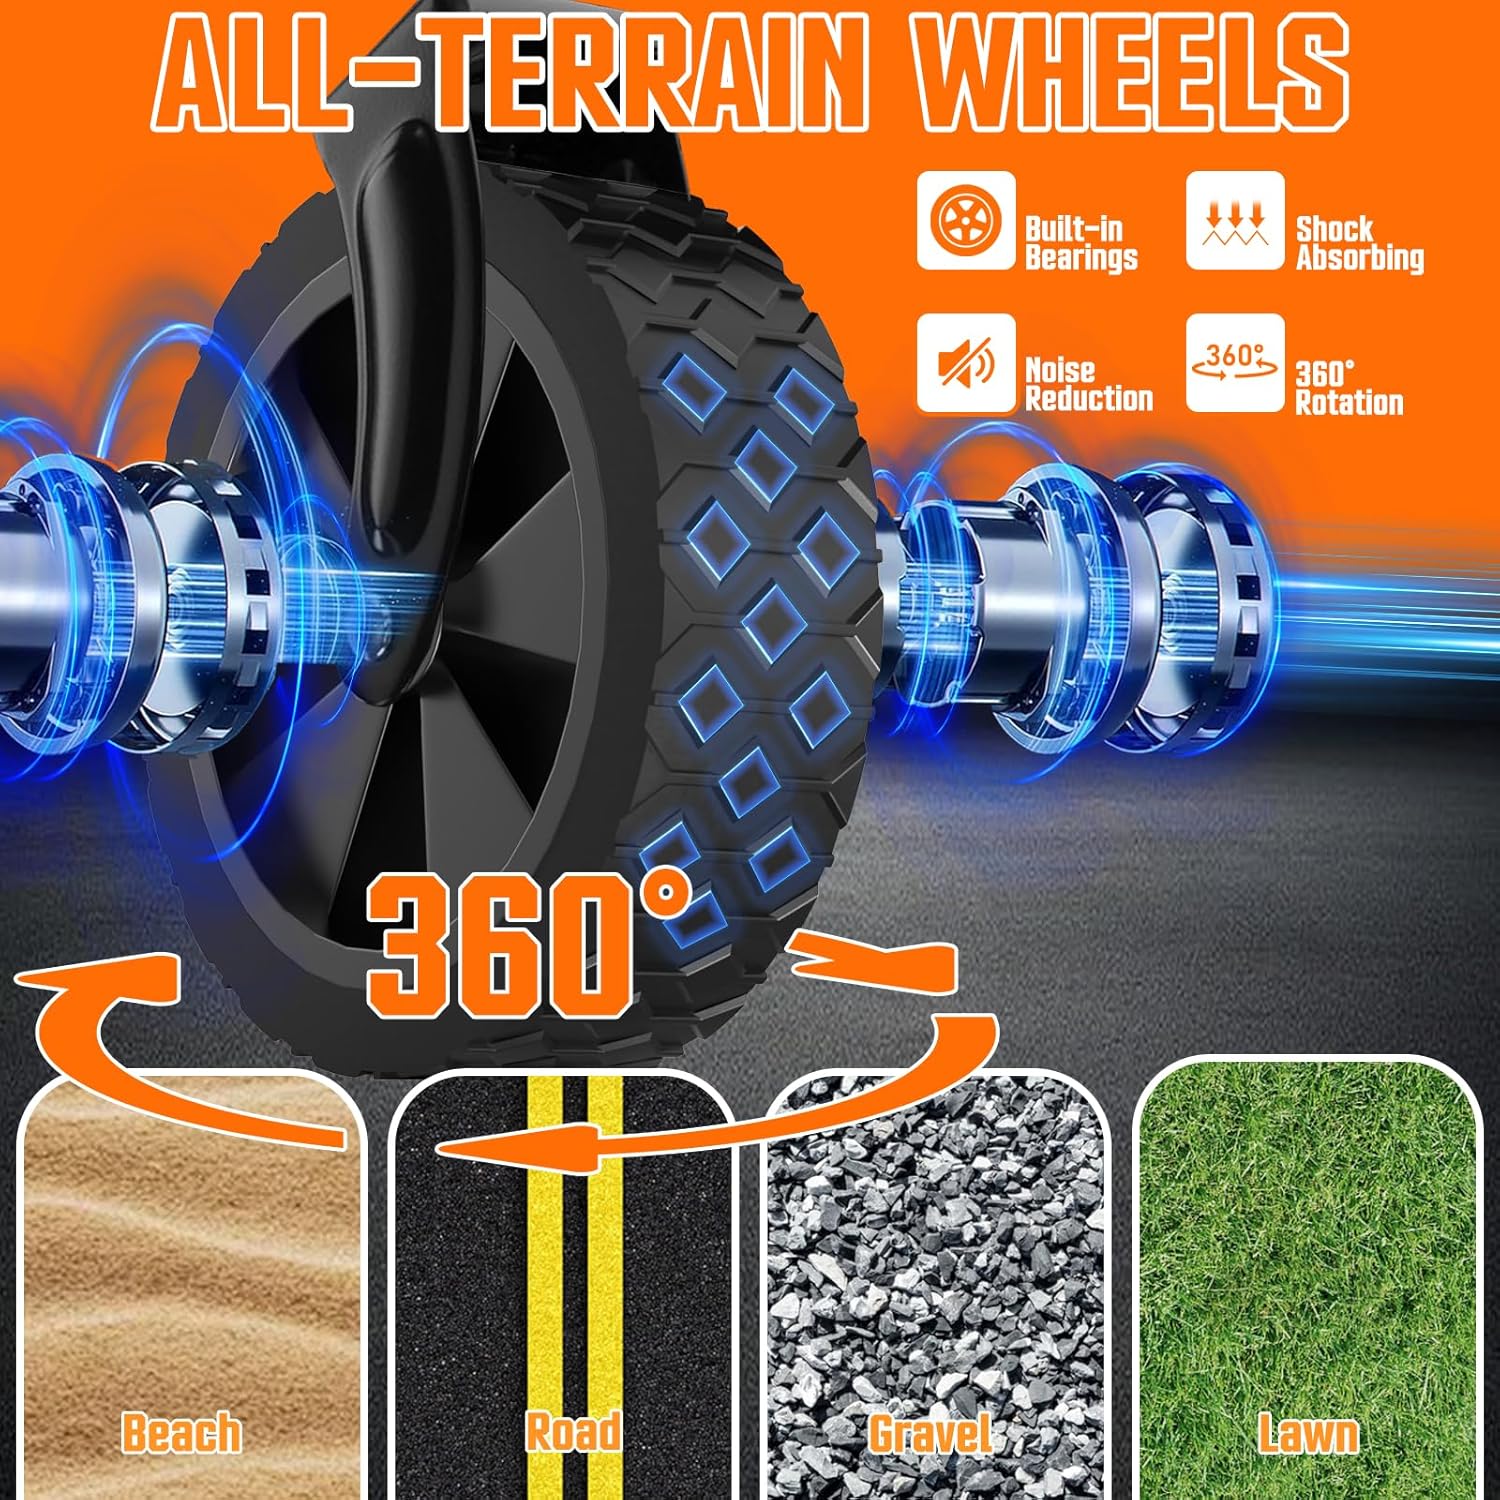 ALL-TERRAIN WHEELS
Built-in
Bearings
Shock
Absorbing
Noise
Reduction
360°
360°
Rotation
360°
Beach
Road
Gravel
Lawn